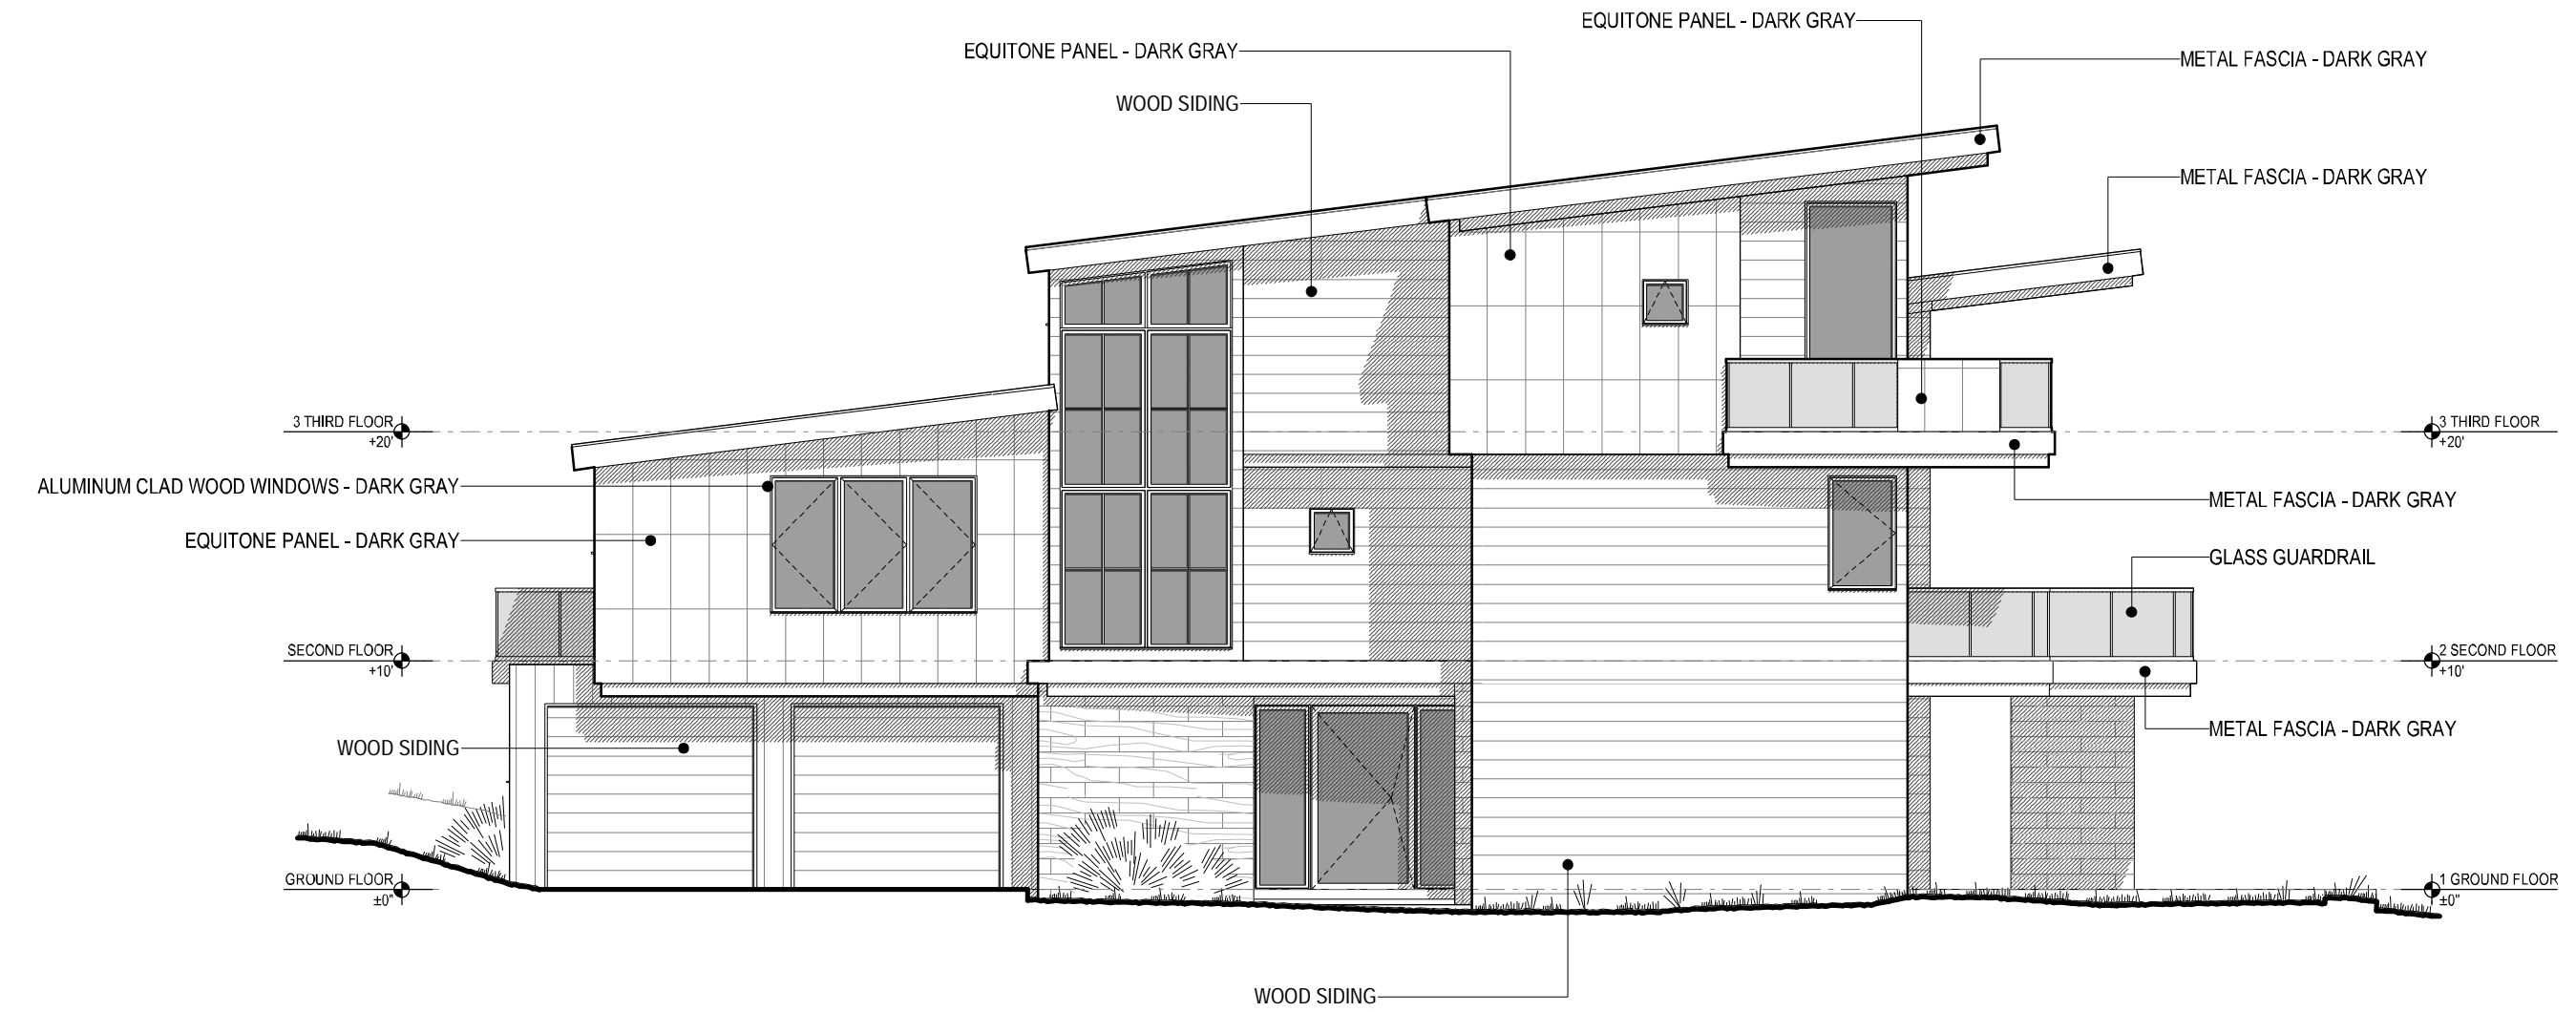 EQUITONE PANEL - DARK GRAY
EQUITONE PANEL - DARK GRAY
METAL FASCIA - DARK GRAY
WOOD SIDING
METAL FASCIA - DARK GRAY
3 THIRD FLOOR
+20'
3 THIRD FLOOR
+20'
ALUMINUM CLAD WOOD WINDOWS - DARK GRAY
METAL FASCIA - DARK GRAY
EQUITONE PANEL - DARK GRAY
GLASS GUARDRAIL
SECOND FLOOR
+10'
2 SECOND FLOOR
+10'
METAL FASCIA - DARK GRAY
WOOD SIDING
GROUND FLOOR
±0"
1 GROUND FLOOR
±0"
WOOD SIDING